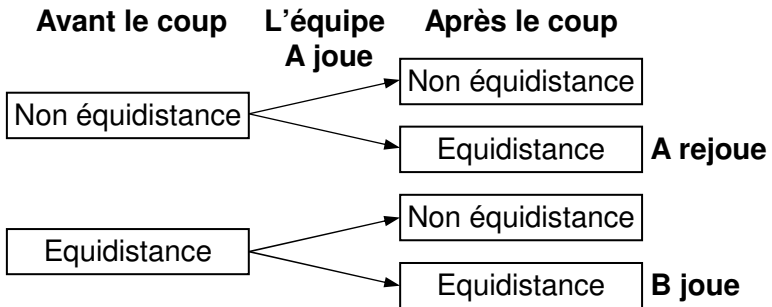 Avant le coup L'équipe Après le coup
A joue
Non équidistance
Non équidistance
Equidistance A rejoue
Non équidistance
Equidistance
Equidistance B joue